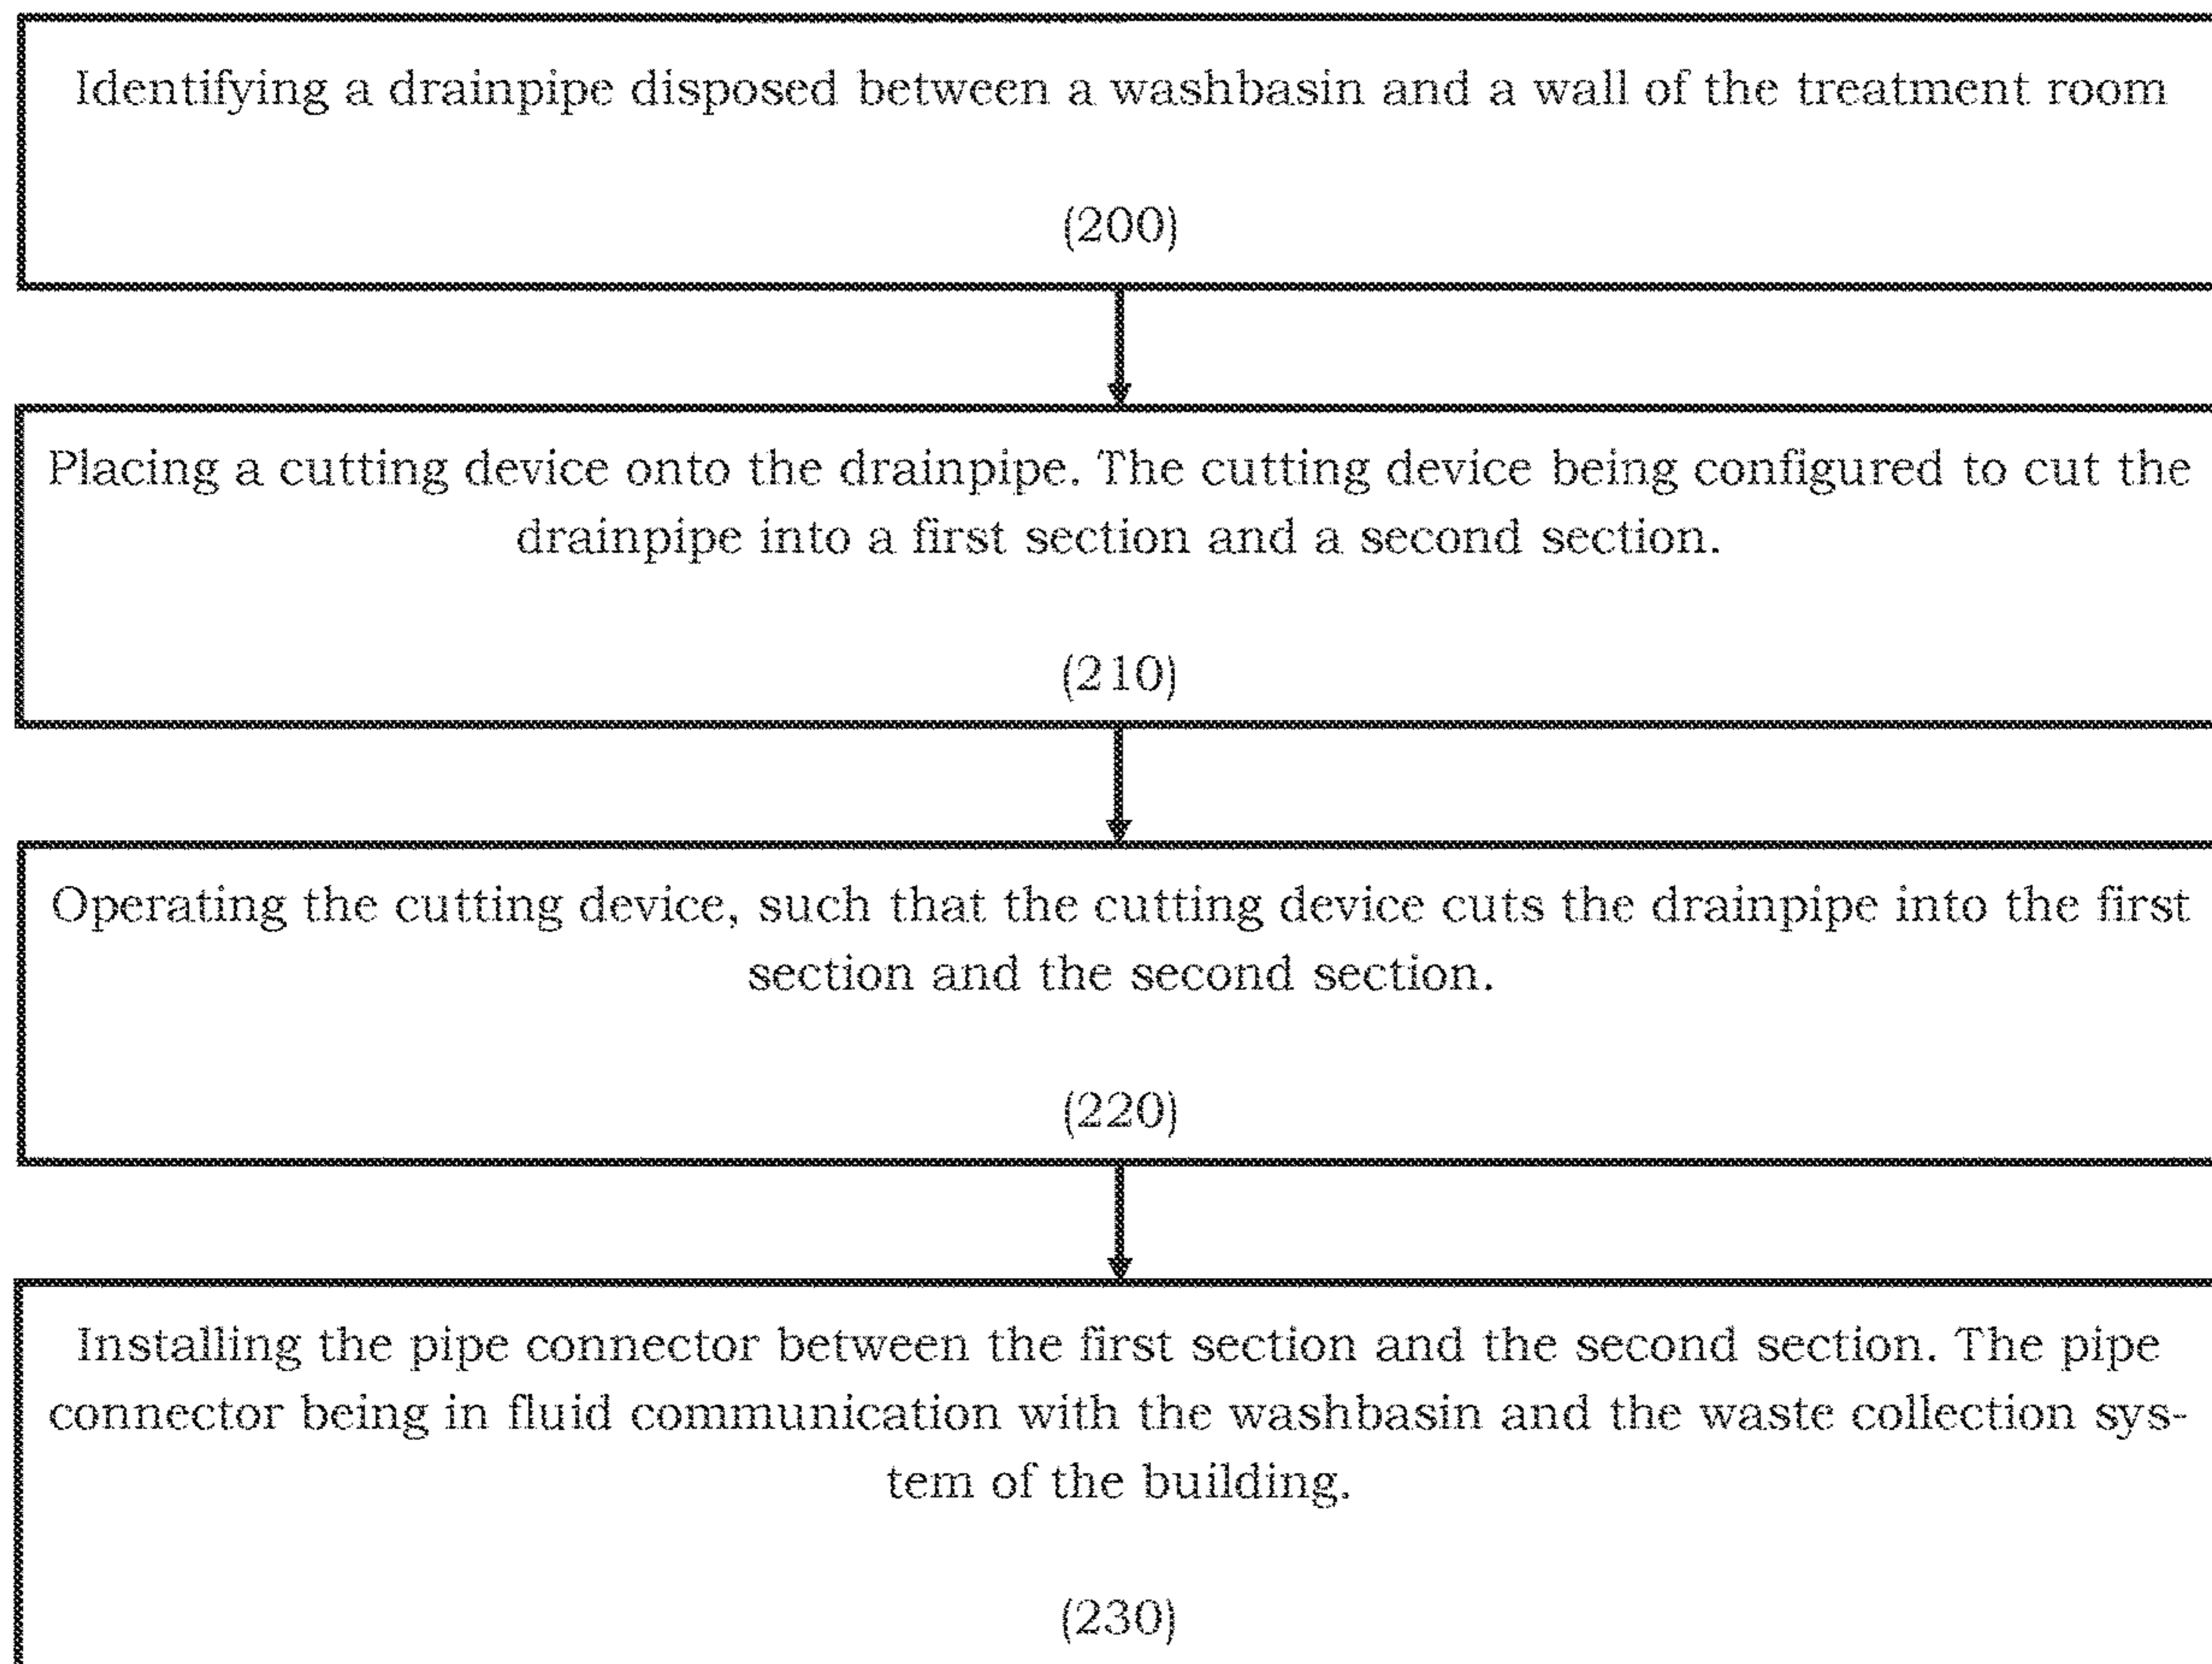 Identifying a drainpipe disposed between a washbasin and a wall of the treatment room
(200)
Placing a cutting device onto the drainpipe. The cutting device being configured to cut the
drainpipe into a first section and a second section.
(210)
Operating the cutting device, such that the cutting device cuts the drainpipe into the first
section and the second section.
(220)
Installing the pipe connector between the first section and the second section. The pipe
connector being in fluid communication with the washbasin and the waste collection sys-
tem of the building.
(230)